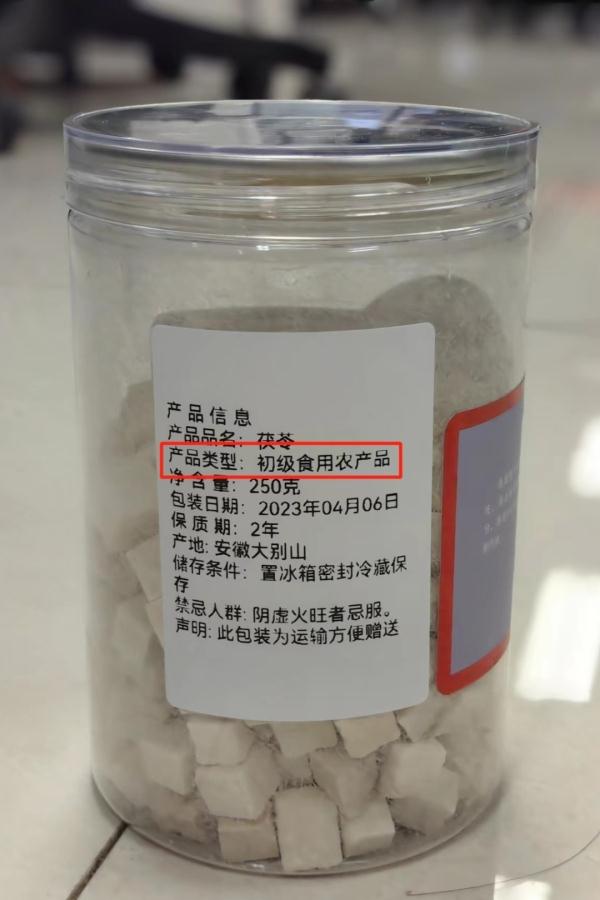 产品信息
产品品名：茯苓
产品类型：初级食用农产品
净含量：250克
包装日期：2023年04月06日
保质期：2年
产地: 安徽大别山
储存条件：置冰箱密封冷藏保
存
禁忌人群: 阴虚火旺者忌服。
声明: 此包装为运输方便赠送